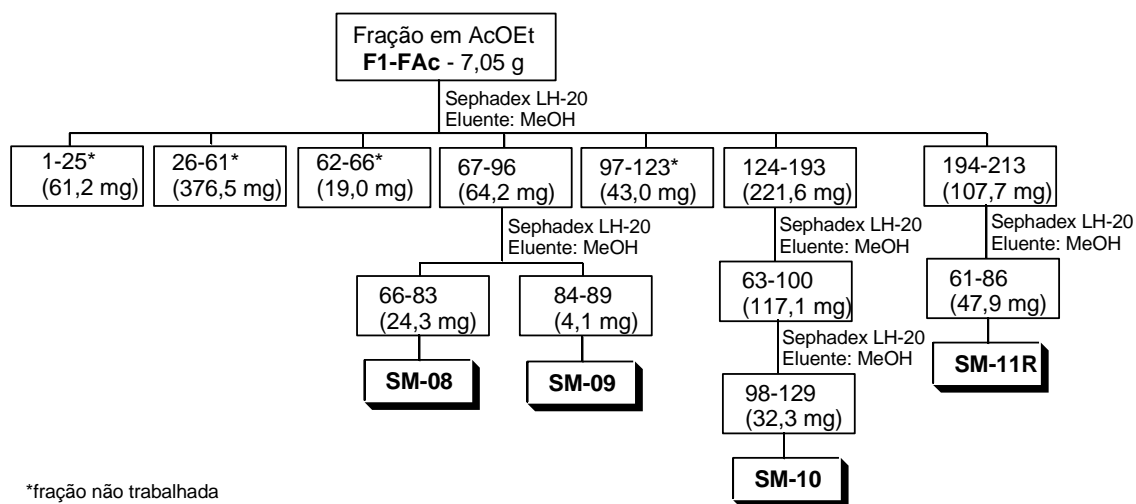 Fração em AcOEt
F1-FAc - 7,05 g
Sephadex LH-20
Eluente: MeOH
1-25*
(61,2 mg)
26-61*
(376,5 mg)
62-66*
(19,0 mg)
67-96
(64,2 mg)
97-123*
(43,0 mg)
124-193
(221,6 mg)
194-213
(107,7 mg)
Sephadex LH-20
Eluente: MeOH
Sephadex LH-20
Eluente: MeOH
Sephadex LH-20
Eluente: MeOH
66-83
(24,3 mg)
84-89
(4,1 mg)
63-100
(117,1 mg)
61-86
(47,9 mg)
Sephadex LH-20
Eluente: MeOH
SM-08
SM-09
SM-11R
98-129
(32,3 mg)
SM-10
*fração não trabalhada